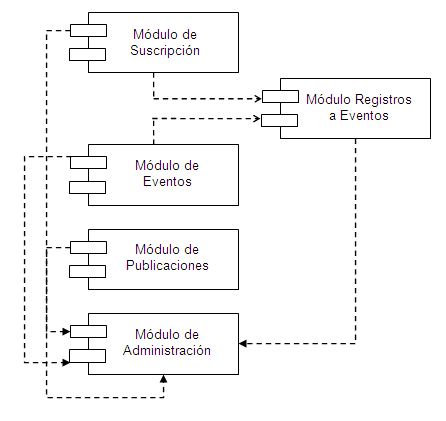 Módulo de
Suscripción
Módulo Registros
a Eventos
Módulo de
Eventos
Módulo de
Publicaciones
Módulo de
Administración